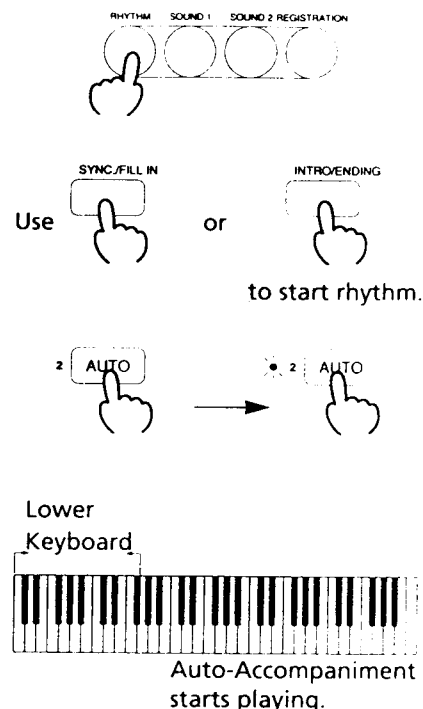 RHYTHM SOUND 1 SOUND 2 REGISTRATION
SYNC./FILL IN INTRO/ENDING
Use or
to start rhythm.
2 AUTO 2 AUTO
Lower
Keyboard
Auto-Accompaniment
starts playing.